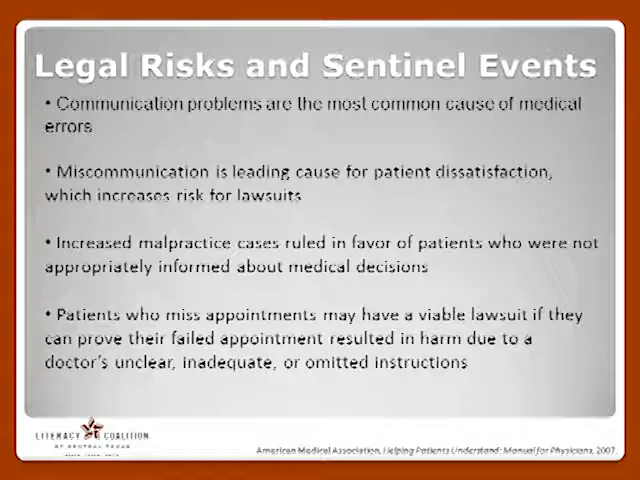 Legal Risks and Sentinel Events
• Communication problems are the most common cause of medical
errors
• Miscommunication is leading cause for patient dissatisfaction,
which increases risk for lawsuits
• Increased malpractice cases ruled in favor of patients who were not
appropriately informed about medical decisions
• Patients who miss appointments may have a viable lawsuit if they
can prove their failed appointment resulted in harm due to a
doctor's unclear, inadequate, or omitted instructions
LITERACY COALITION
OF CENTRAL TEXAS
American Medical Association, Helping Patients Understand: Manual for Physicians, 2007